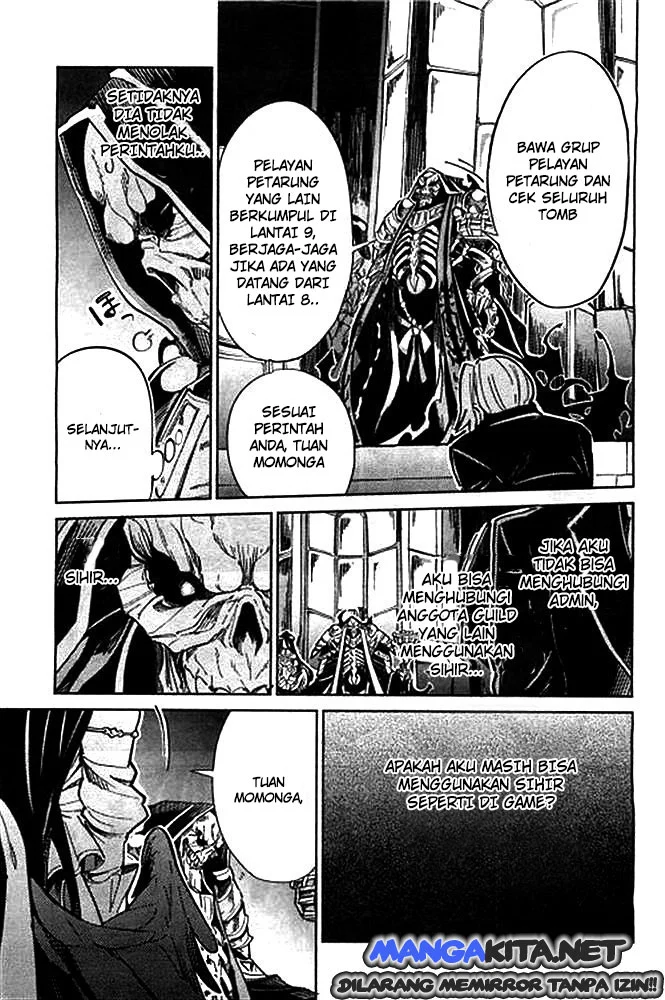 BAWA GRUP
PELAYAN
PETARUNG DAN
CEK SELURUH
TOMB
PELAYAN
PETARUNG
YANG LAIN
BERKUMPUL DI
LANTAI 9,
BERJAGA-JAGA
JIKA ADA YANG
DATANG DARI
LANTAI 8..
SESUAI
PERINTAH
ANDA, TUAN
MOMONGA
SETIDAKNYA
DIA TIDAK
MENOLAK
PERINTAHKU..
ほっ
SELANJUT-
NYA...
JIKA AKU
TIDAK BISA
MENGHUBUNGI
ADMIN,
AKU BISA
MENGHUBUNGI
ANGGOTA GUILD
YANG LAIN
MENGGUNAKAN
SIHIR...
SIHIR...
APAKAH AKU MASIH BISA
MENGGUNAKAN SIHIR
SEPERTI DI GAME?
TUAN
MOMONGA,
MANGAKITA.NET
DILARANG MEMIRROR TANPA IZIN!!